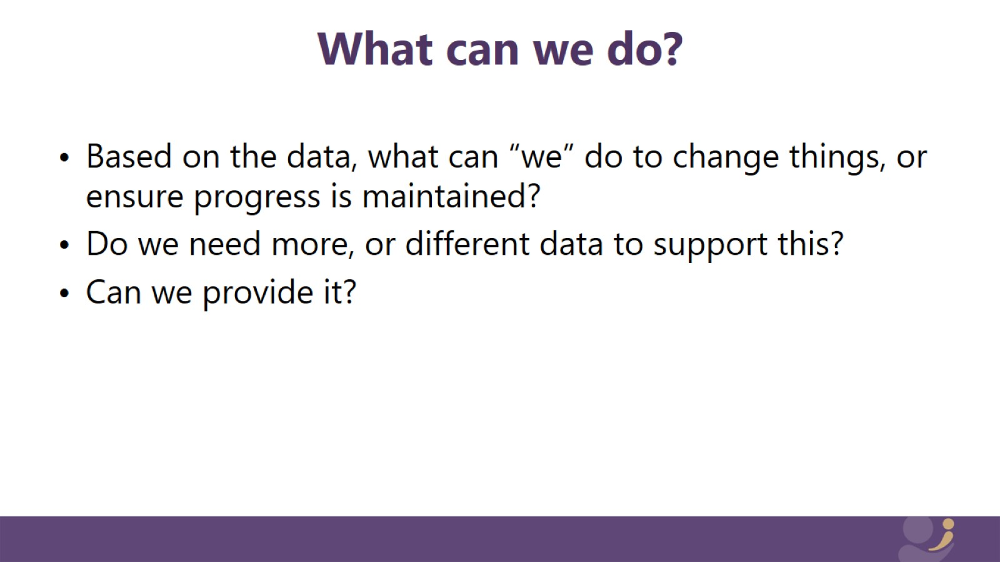 What can we do?
• Based on the data, what can “we” do to change things, or
ensure progress is maintained?
• Do we need more, or different data to support this?
• Can we provide it?